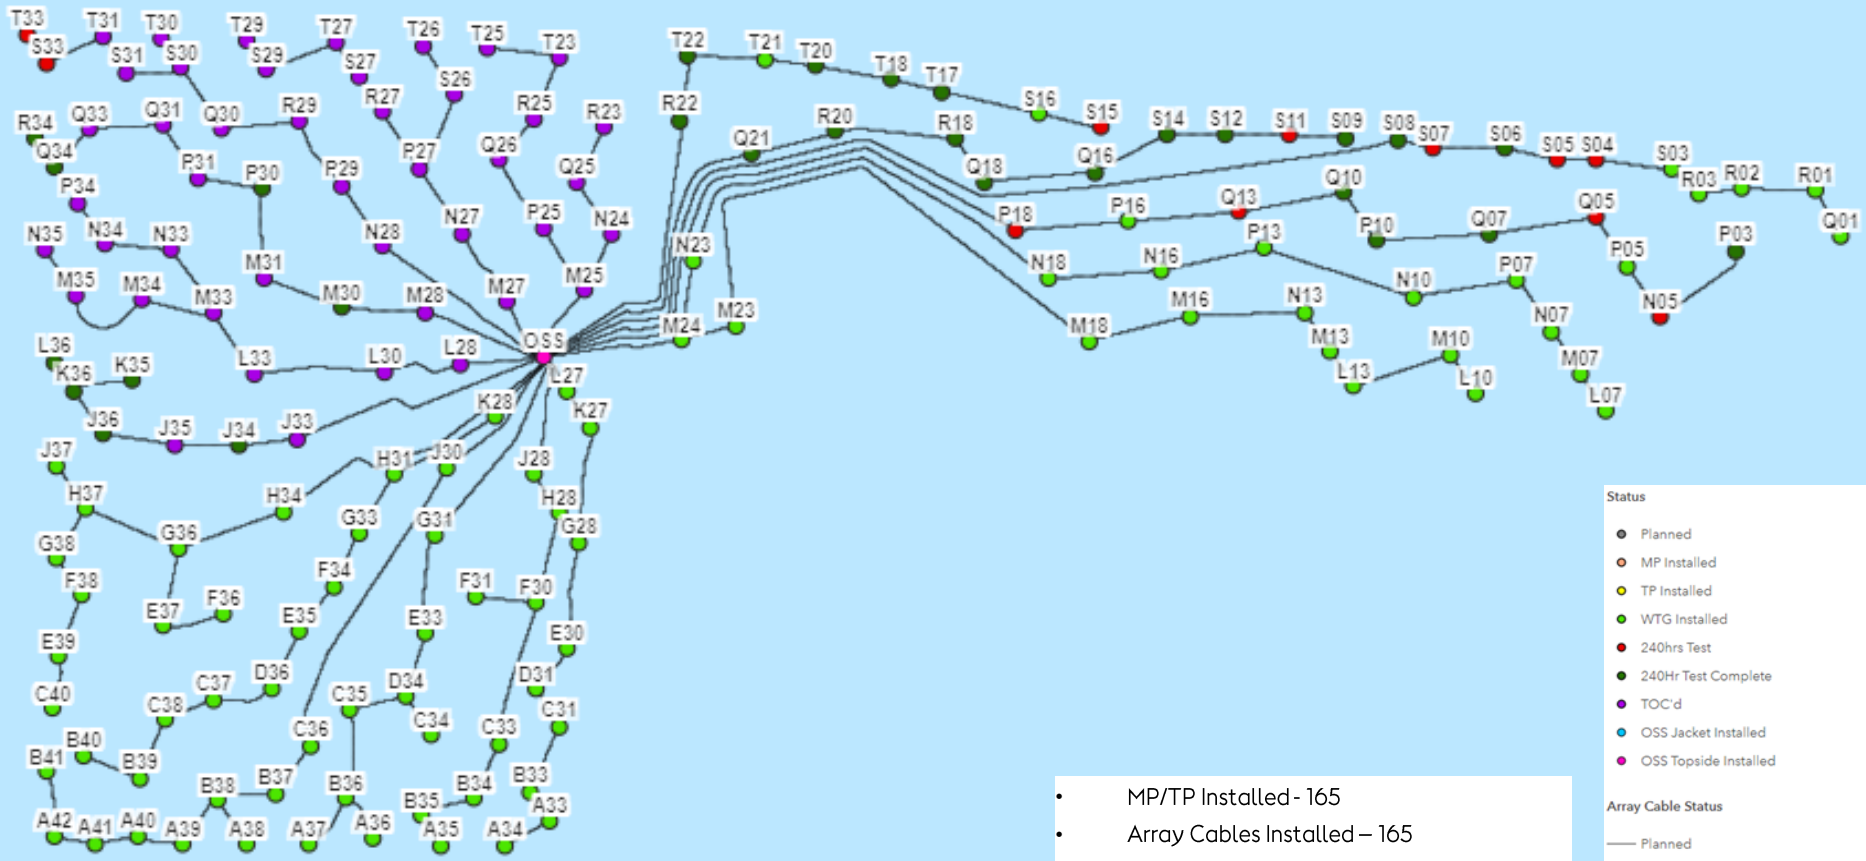 T33 T31 T30 T29 T27 T26 T25 T23 T22 T21 T20 T18 T17
S33 S31 S30 S29 S27 S26 S16 S15 S14 S12 S11 S09 S08 S07 S06 S05 S04 S03
R34 Q33 Q31 Q30 R29 R27 R25 R23 R22 R20 R18 R03 R02 R01
Q34 P31 P30 P29 P27 Q26 Q25 Q21 Q18 Q16 Q13 Q10 Q07 Q05 Q01
P34 P25 N24 P18 P16 P13 P10 P05 P03
N35 N34 N33 N28 N27 N23 N18 N16 N10 P07 N05
M35 M34 M33 M31 M30 M28 M27 M25 M24 M23 M18 M16 N13 N07
L36 K35 L33 L30 L28 OSS M13 M10 M07
K36 L27 L13 L10 L07
J36 J35 J34 J33 K28 K27
J37 H31 J30 J28
H37 H34 H28
G38 G36 G33 G31 G28
F38 F36 F34 F31 F30
E39 E37 E35 E33 E30
C40 C38 C37 D36 C35 D34 D31
C36 C34 C33 C31
B41 B40 B39 B38 B37 B36 B35 B34 B33
A42 A41 A40 A39 A38 A37 A36 A35 A34 A33
Status
Planned
MP Installed
TP Installed
WTG Installed
240hrs Test
240Hr Test Complete
TOC'd
OSS Jacket Installed
OSS Topside Installed
Array Cable Status
Planned
• MP/TP Installed - 165
• Array Cables Installed – 165